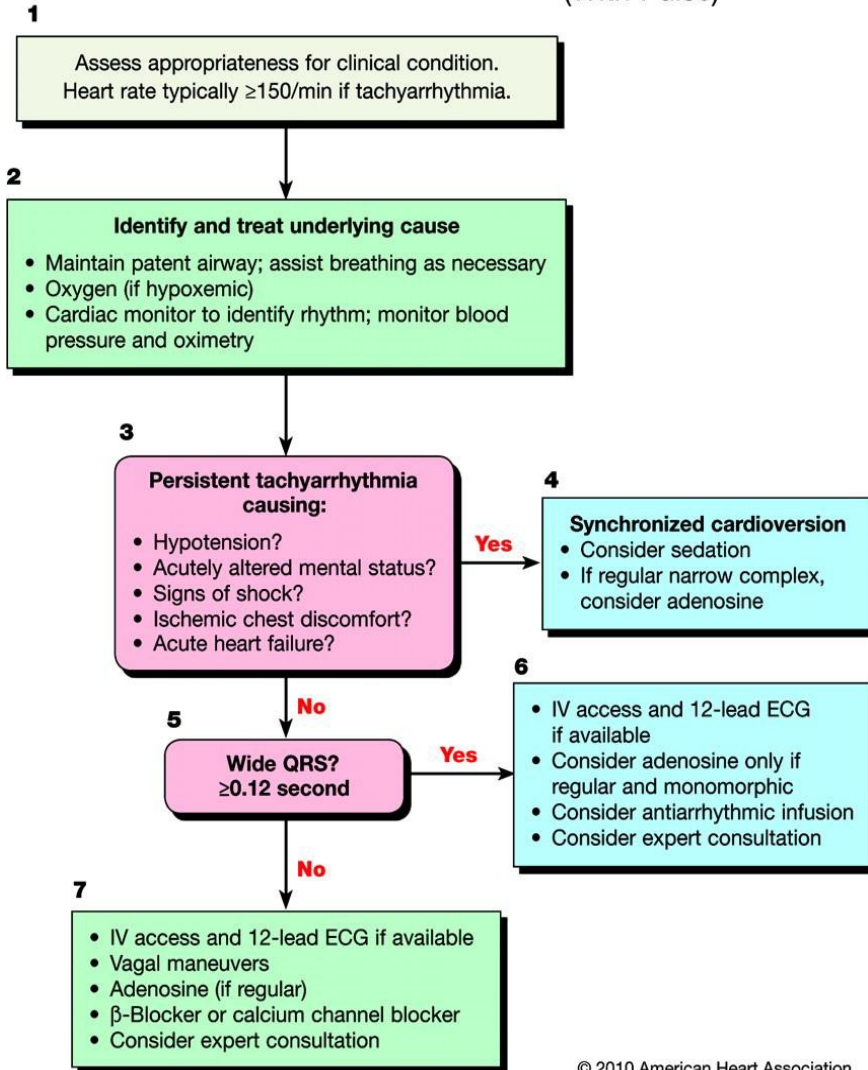 1
Assess appropriateness for clinical condition.
Heart rate typically ≥150/min if tachyarrhythmia.
2
Identify and treat underlying cause
• Maintain patent airway; assist breathing as necessary
• Oxygen (if hypoxemic)
• Cardiac monitor to identify rhythm; monitor blood
pressure and oximetry
3
Persistent tachyarrhythmia
causing:
• Hypotension?
• Acutely altered mental status?
• Signs of shock?
• Ischemic chest discomfort?
• Acute heart failure?
Yes
4
Synchronized cardioversion
• Consider sedation
• If regular narrow complex,
consider adenosine
No
5
Wide QRS?
≥0.12 second
Yes
6
• IV access and 12-lead ECG
if available
• Consider adenosine only if
regular and monomorphic
• Consider antiarrhythmic infusion
• Consider expert consultation
No
7
• IV access and 12-lead ECG if available
• Vagal maneuvers
• Adenosine (if regular)
• β-Blocker or calcium channel blocker
• Consider expert consultation
© 2010 American Heart Association